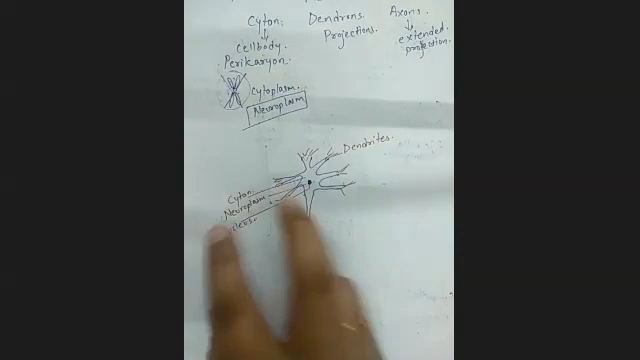 Cyton: Dendrons. Axons.
Cellbody. Projections. extended
Perikaryon. projection.
Cytoplasm.
Neuroplasm
Dendrites.
Cyton.
Neuroplasm